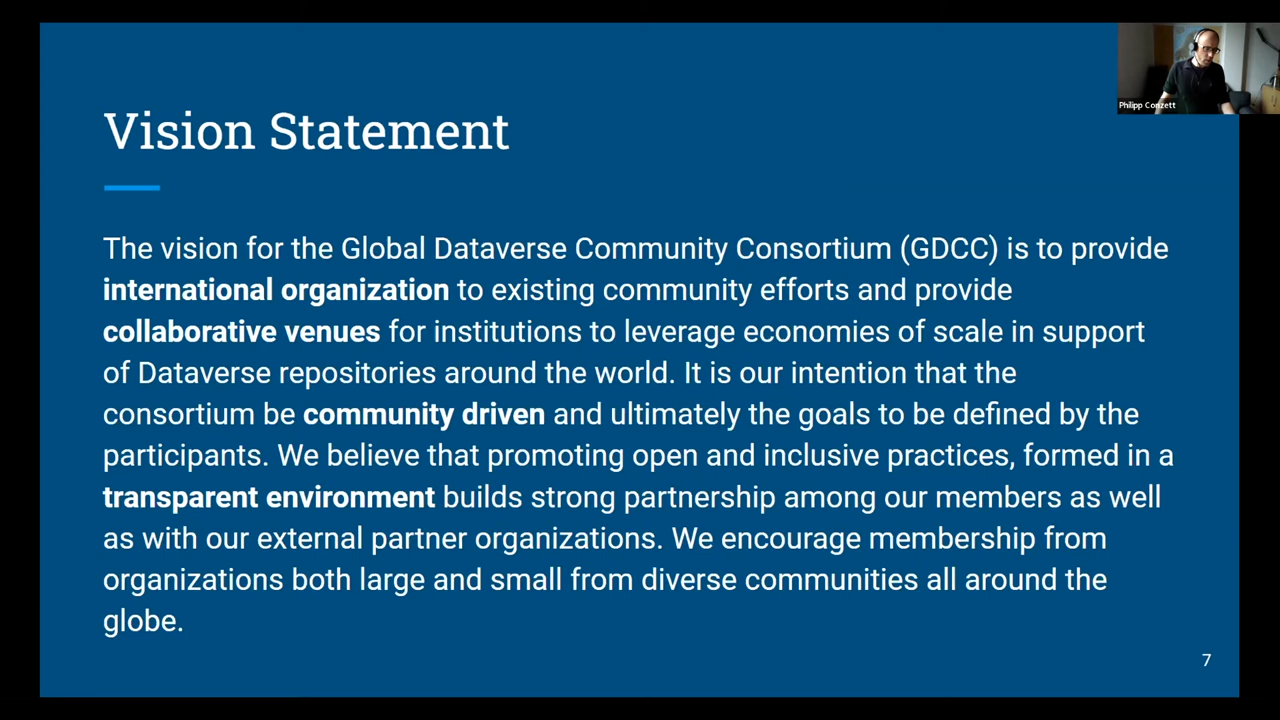 Philipp Conzett
Vision Statement
The vision for the Global Dataverse Community Consortium (GDCC) is to provide
international organization to existing community efforts and provide
collaborative venues for institutions to leverage economies of scale in support
of Dataverse repositories around the world. It is our intention that the
consortium be community driven and ultimately the goals to be defined by the
participants. We believe that promoting open and inclusive practices, formed in a
transparent environment builds strong partnership among our members as well
as with our external partner organizations. We encourage membership from
organizations both large and small from diverse communities all around the
globe.
7